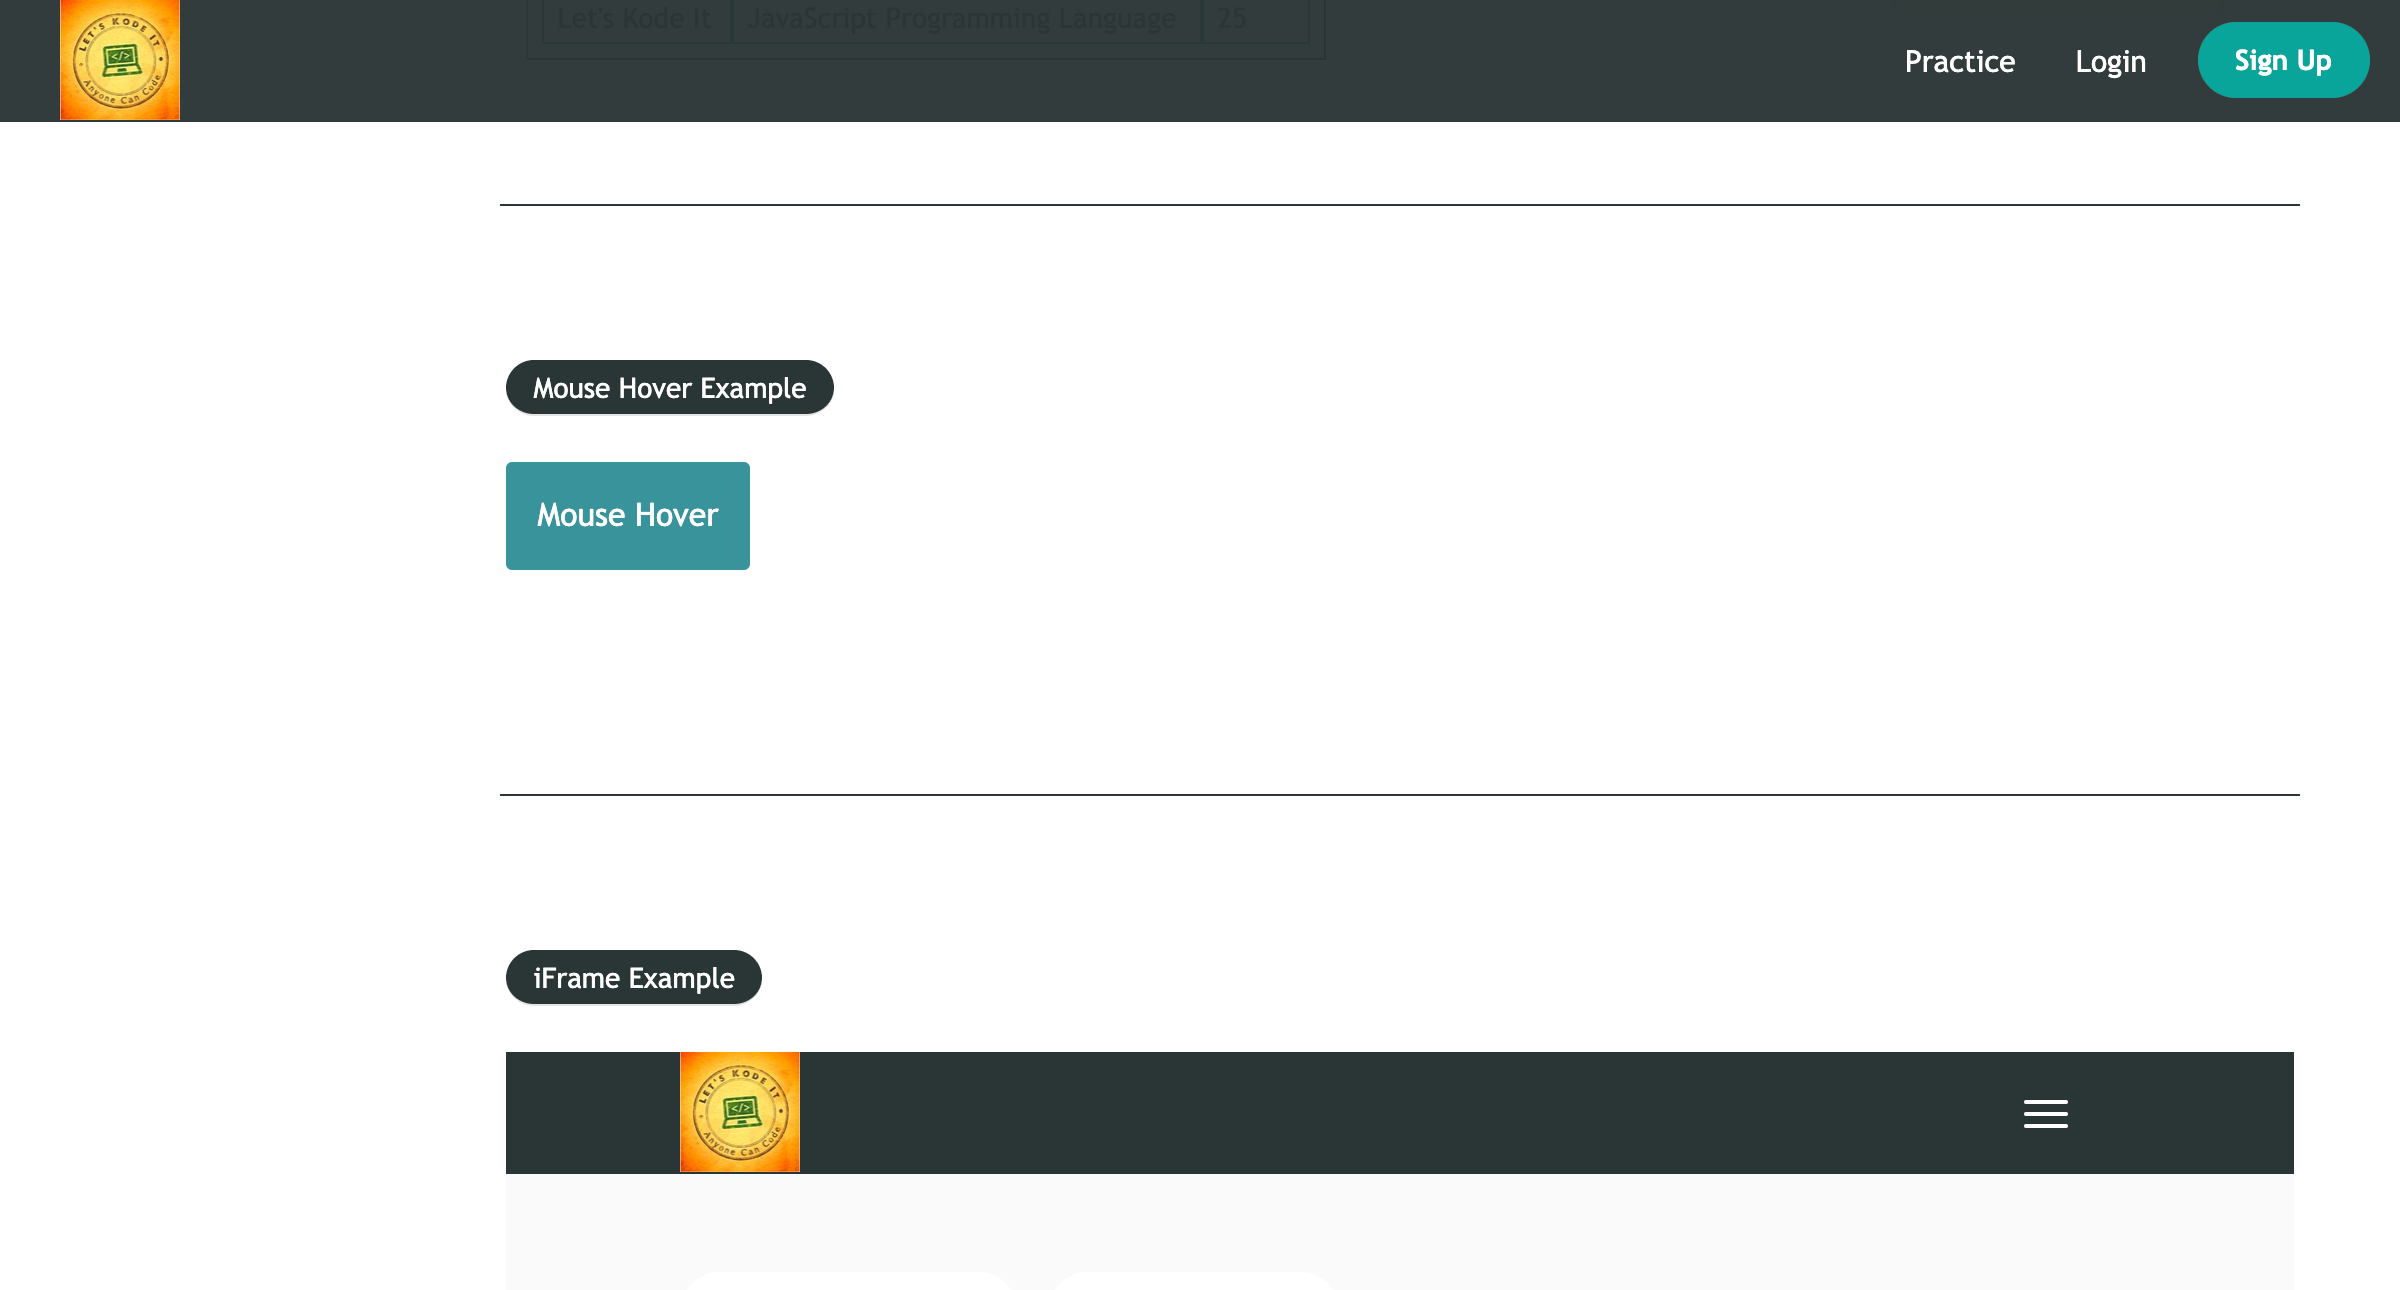 Let's Kode It JavaScript Programming Language 25
LET'S KODE IT
</>
Anyone Can Code
Practice Login Sign Up
Mouse Hover Example
Mouse Hover
iFrame Example
LET'S KODE IT
</>
Anyone Can Code